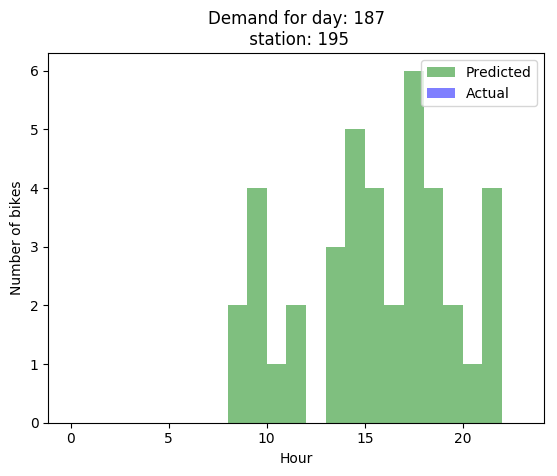 Demand for day: 187
station: 195
Predicted
Actual
Number of bikes
6
5
4
3
2
1
0
0 5 10 15 20
Hour